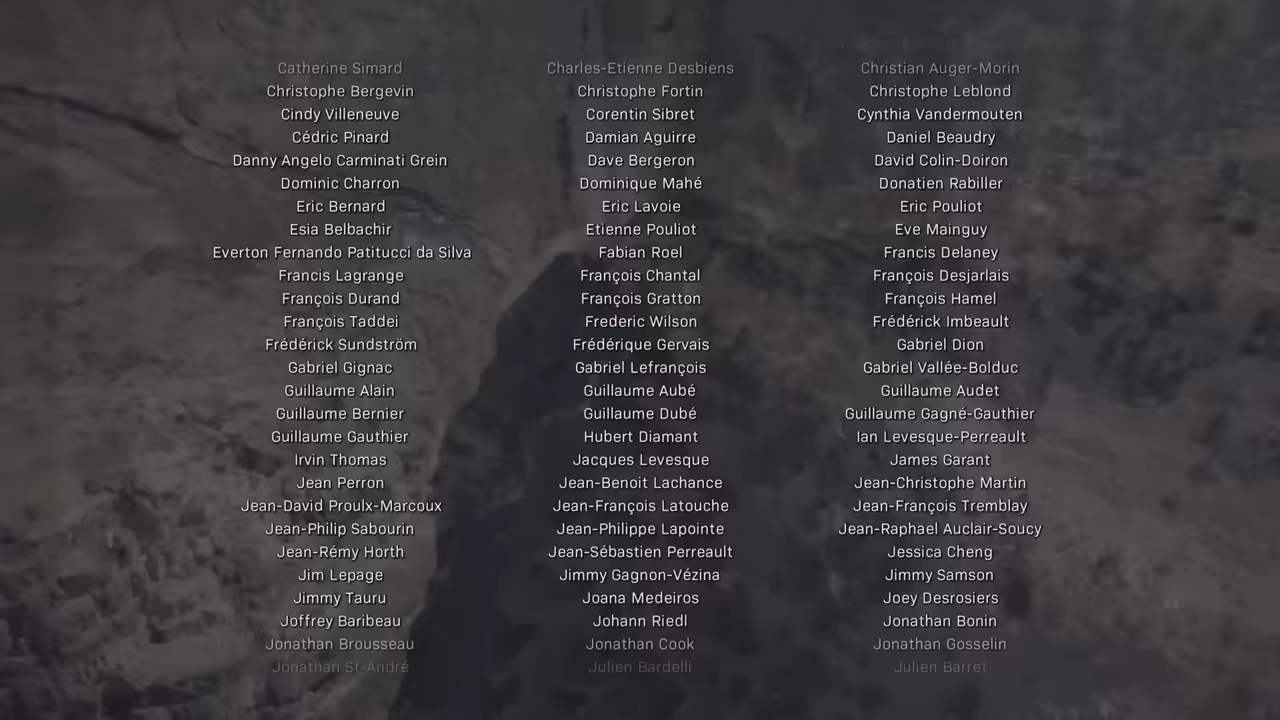 Catherine Simard Charles-Etienne Desbiens Christian Auger-Morin
Christophe Bergevin Christophe Fortin Christophe Leblond
Cindy Villeneuve Corentin Sibret Cynthia Vandermouten
Cédric Pinard Damian Aguirre Daniel Beaudry
Danny Angelo Carminati Grein Dave Bergeron David Colin-Doiron
Dominic Charron Dominique Mahé Donatien Rabiller
Eric Bernard Eric Lavoie Eric Pouliot
Esia Belbachir Etienne Pouliot Eve Mainguy
Everton Fernando Patitucci da Silva Fabian Roel Francis Delaney
Francis Lagrange François Chantal François Desjarlais
François Durand François Gratton François Hamel
François Taddei Frederic Wilson Frédérick Imbeault
Frédérick Sundström Frédérique Gervais Gabriel Dion
Gabriel Gignac Gabriel Lefrançois Gabriel Vallée-Bolduc
Guillaume Alain Guillaume Aubé Guillaume Audet
Guillaume Bernier Guillaume Dubé Guillaume Gagné-Gauthier
Guillaume Gauthier Hubert Diamant Ian Levesque-Perreault
Irvin Thomas Jacques Levesque James Garant
Jean Perron Jean-Benoit Lachance Jean-Christophe Martin
Jean-David Proulx-Marcoux Jean-François Latouche Jean-François Tremblay
Jean-Philip Sabourin Jean-Philippe Lapointe Jean-Raphael Auclair-Soucy
Jean-Rémy Horth Jean-Sébastien Perreault Jessica Cheng
Jim Lepage Jimmy Gagnon-Vézina Jimmy Samson
Jimmy Tauru Joana Medeiros Joey Desrosiers
Joffrey Baribeau Johann Riedl Jonathan Bonin
Jonathan Brousseau Jonathan Cook Jonathan Gosselin
Jonathan St-André Julien Bardelli Julien Barret